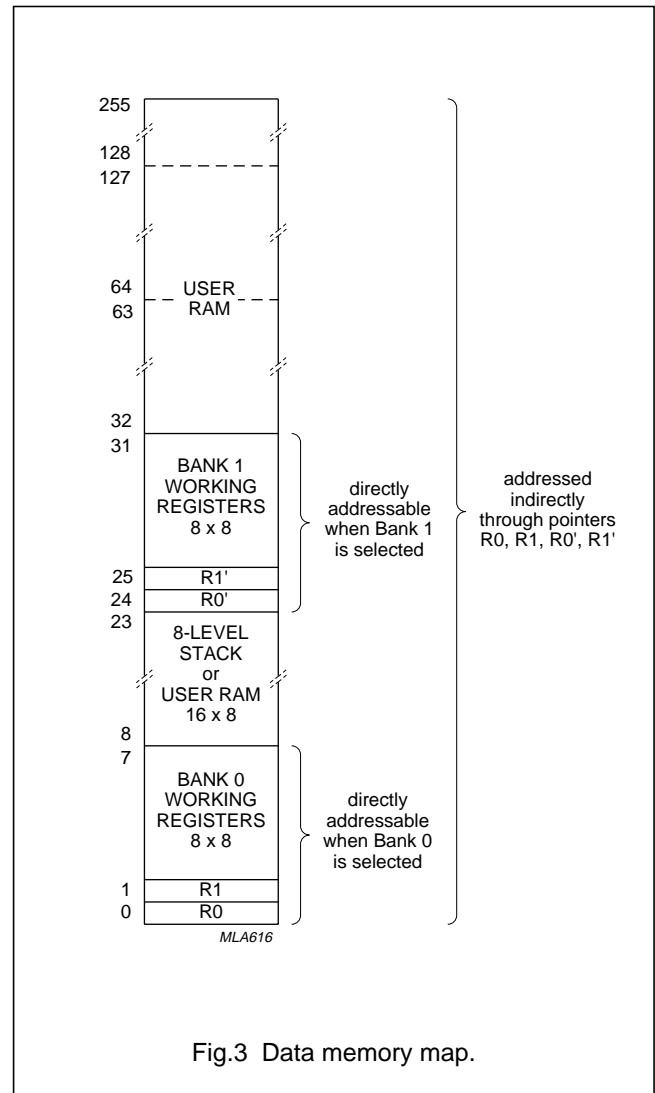 255
128
127
64
63
USER
RAM
32
31
BANK 1
WORKING
REGISTERS
8 x 8
directly
addressable
when Bank 1
is selected
addressed
indirectly
through pointers
R0, R1, R0', R1'
25
R1'
24
R0'
23
8-LEVEL
STACK
or
USER RAM
16 x 8
8
7
BANK 0
WORKING
REGISTERS
8 x 8
directly
addressable
when Bank 0
is selected
1
R1
0
R0
MLA616
Fig.3 Data memory map.